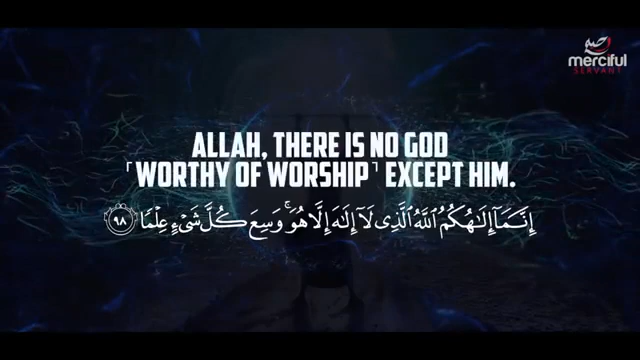 merciful
SERVANT
ALLAH, THERE IS NO GOD
⌜WORTHY OF WORSHIP⌝ EXCEPT HIM.
إِنَّمَآ إِلَـٰهُكُمُ ٱللَّهُ ٱلَّذِى لَآ إِلَـٰهَ إِلَّا هُوَ ۚ وَسِعَ كُلَّ شَىْءٍ عِلْمًا ٩٨